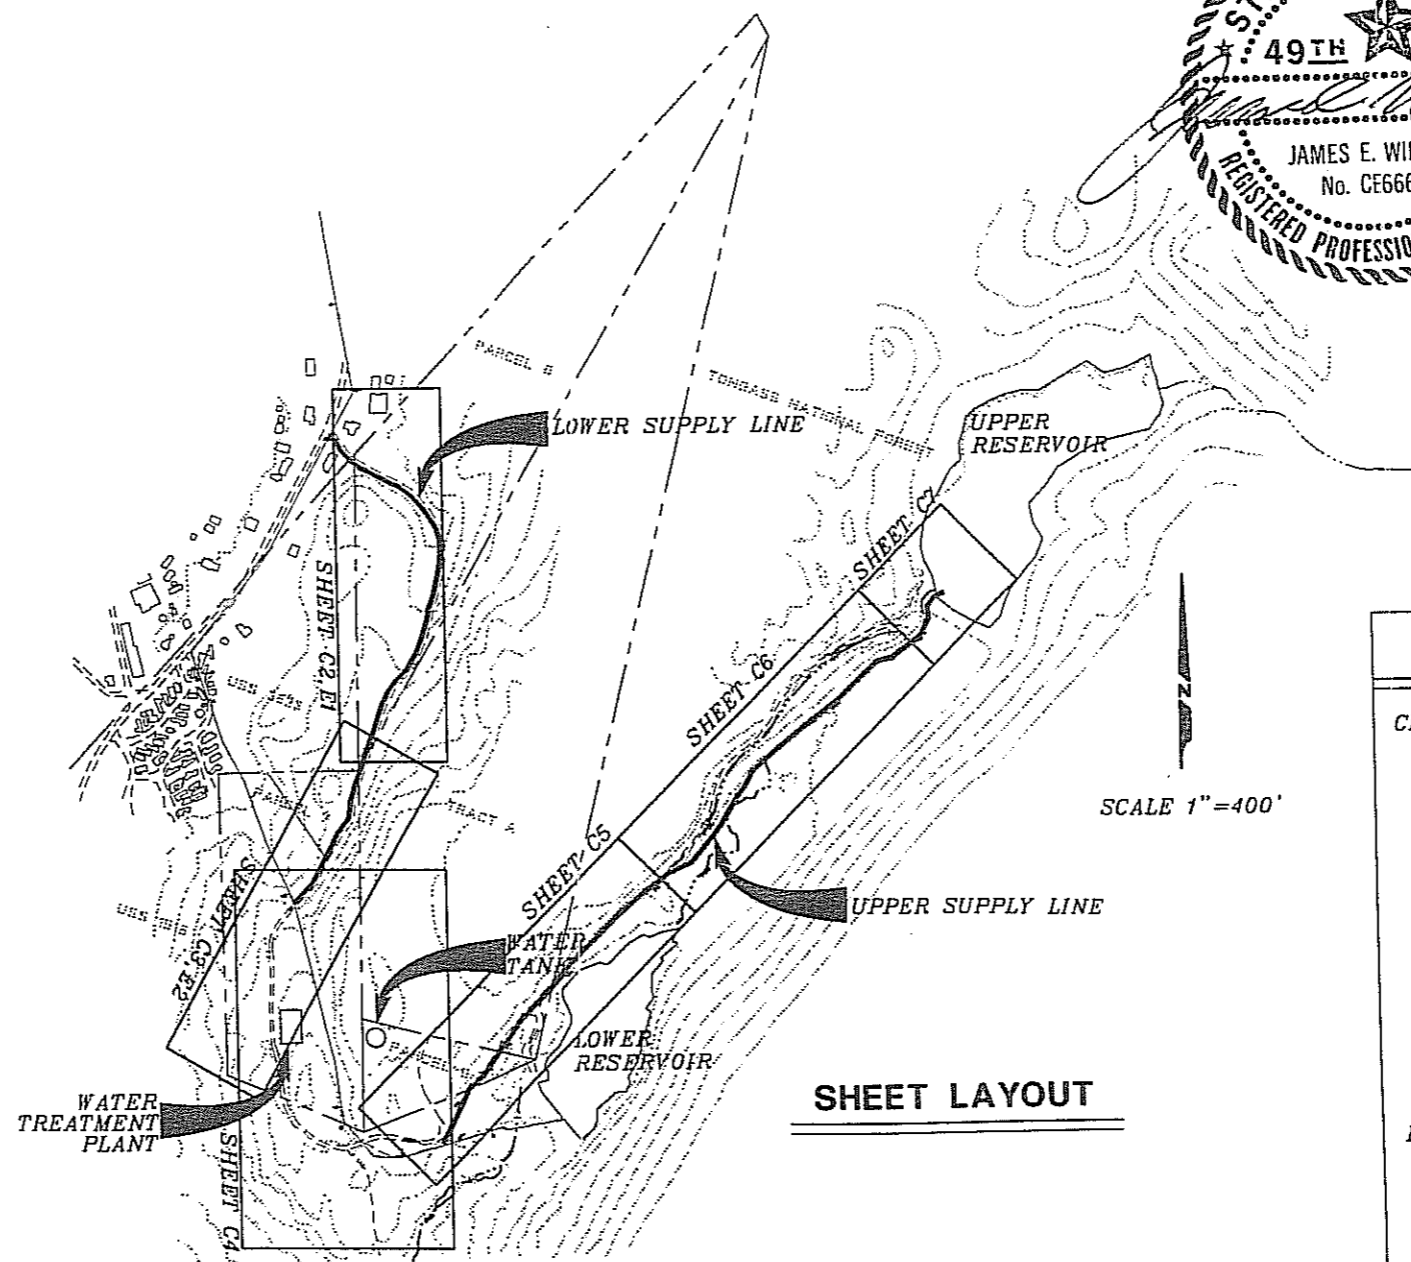 49TH
JAMES E.
No. CE666
REGISTERED
PARCEL
TONGASS NATIONAL FOREST
LOWER SUPPLY LINE
UPPER
RESERVOIR
SHEET C7
SHEET C2, E1
SHEET C6
N
SCALE 1"=400'
USS
TRACT A
SHEET C5
SHEET C3, E2
USS
UPPER SUPPLY LINE
WATER
TANK
LOWER
RESERVOIR
SHEET LAYOUT
WATER
TREATMENT
PLANT
SHEET C4